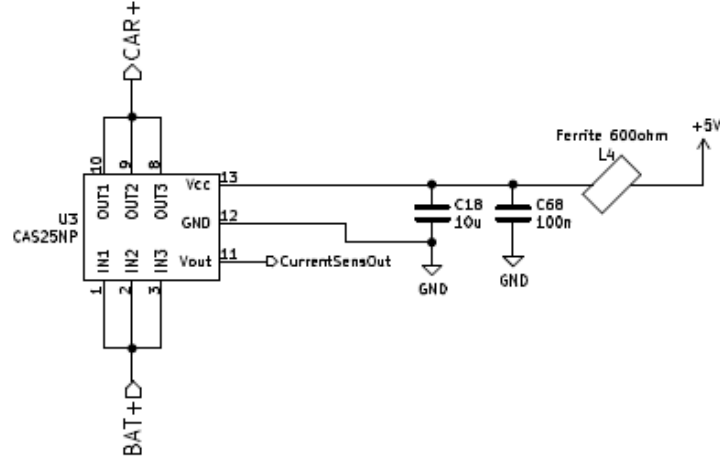 CAR+
+5V
Ferrite 600ohm
L4
10
9
8
OUT1
OUT2
OUT3
Vcc
13
U3
CAS25NP
GND
12
C18
10u
C68
100n
IN1
IN2
IN3
Vout
11
CurrentSensOut
GND
GND
1
2
3
BAT+